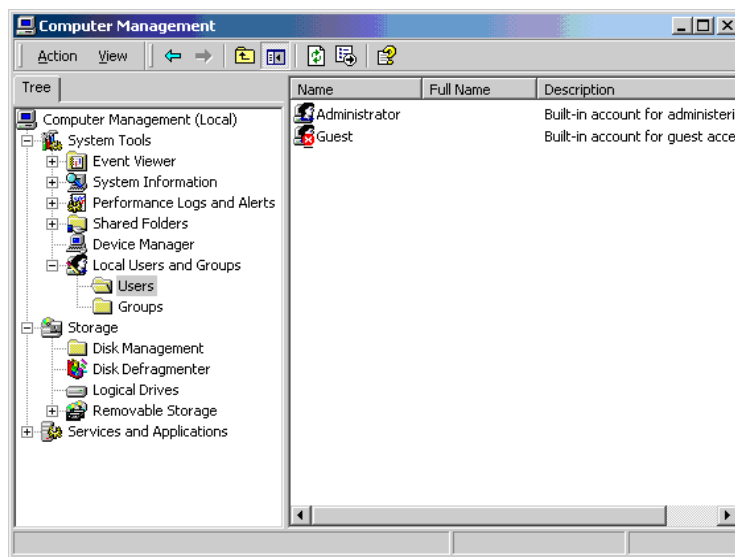 Computer Management
Action View
Tree
Name Full Name Description
Computer Management (Local)
System Tools
Event Viewer
System Information
Performance Logs and Alerts
Shared Folders
Device Manager
Local Users and Groups
Users
Groups
Storage
Disk Management
Disk Defragmenter
Logical Drives
Removable Storage
Services and Applications
Administrator Built-in account for administeri
Guest Built-in account for guest acce